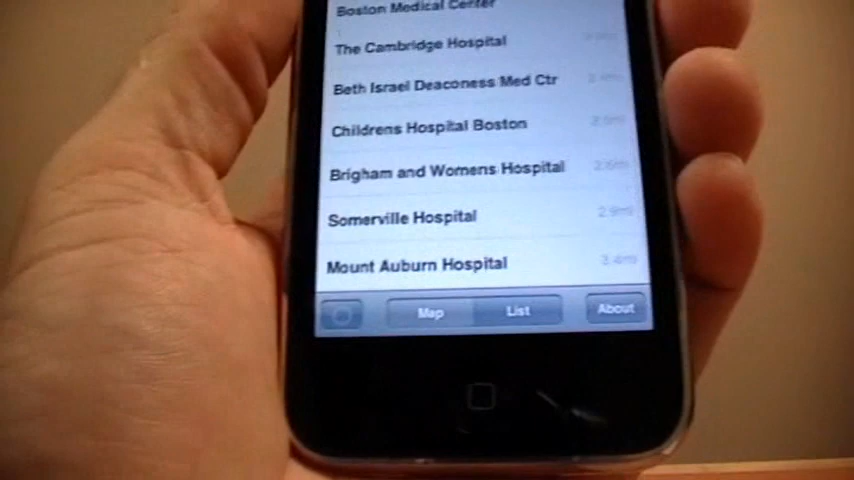 Boston Medical Center
The Cambridge Hospital
Beth Israel Deaconess Med Ctr
Childrens Hospital Boston
Brigham and Womens Hospital
Somerville Hospital 2.9mi
Mount Auburn Hospital 3.4mi
Map List About